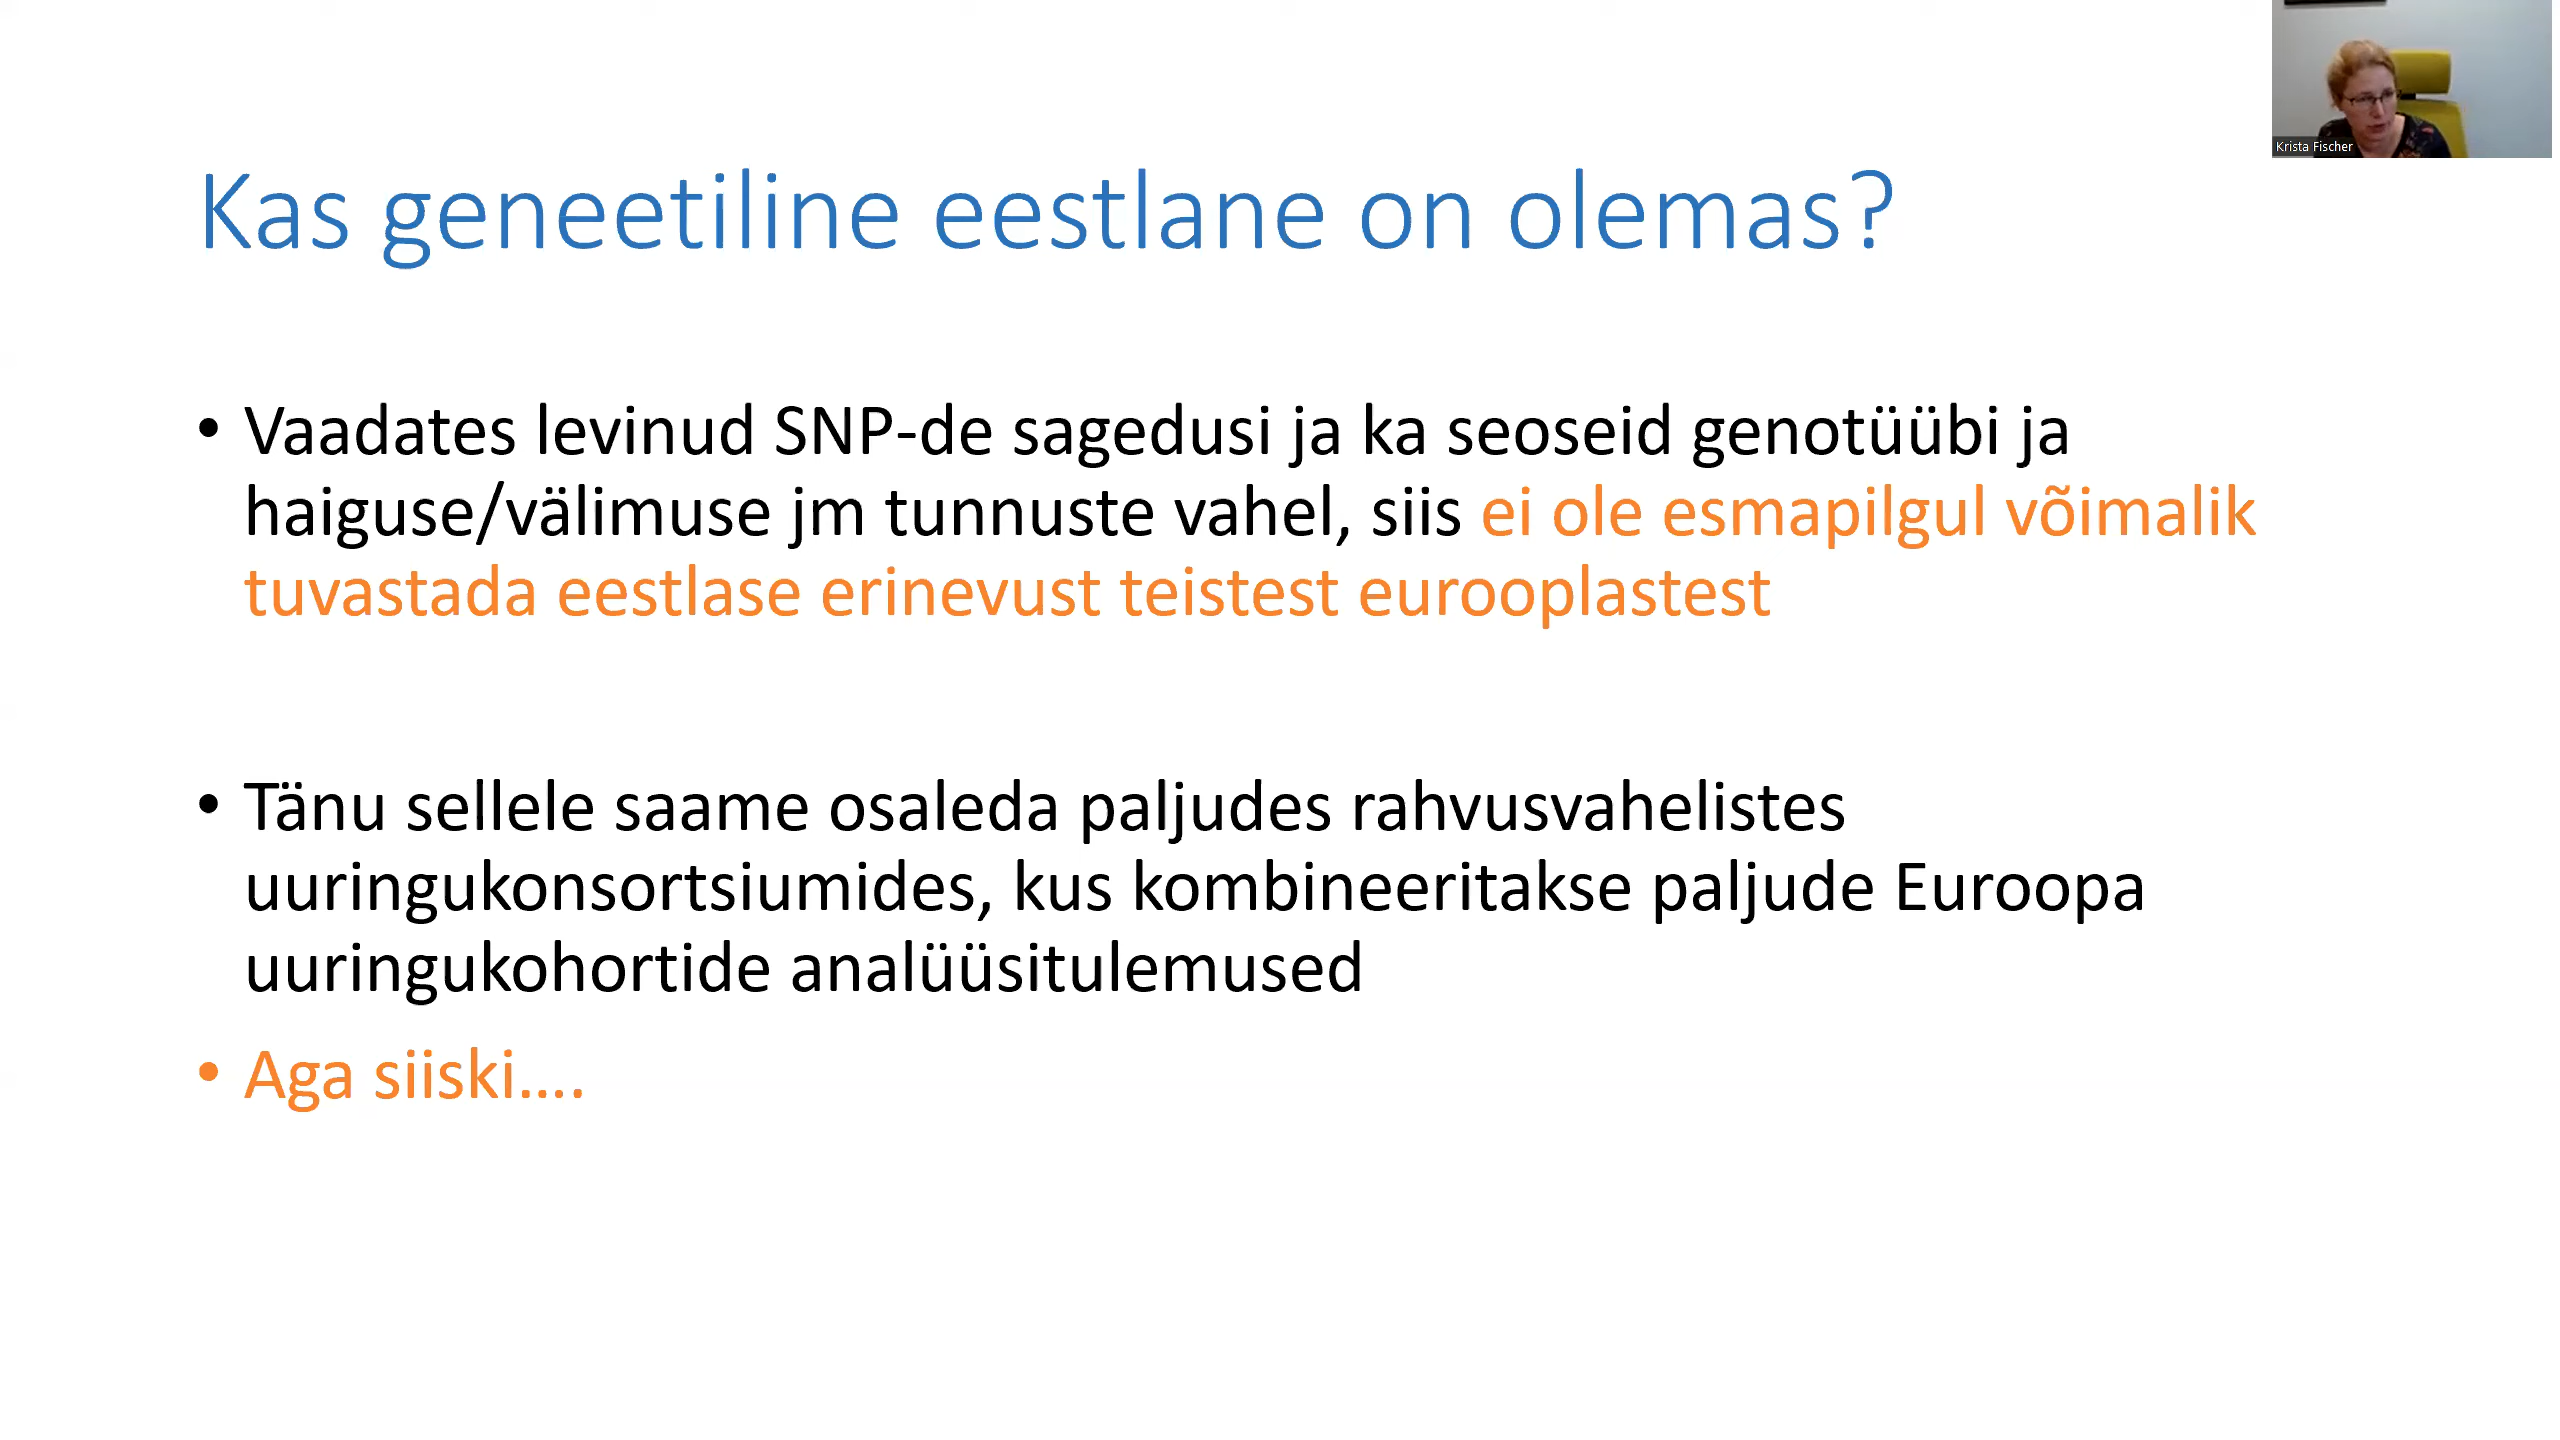 Krista Fischer
Kas geneetiline eestlane on olemas?
• Vaadates levinud SNP-de sagedusi ja ka seoseid genotüübi ja
haiguse/välimuse jm tunnuste vahel, siis ei ole esmapilgul võimalik
tuvastada eestlase erinevust teistest eurooplastest
• Tänu sellele saame osaleda paljudes rahvusvahelistes
uuringukonsortsiumides, kus kombineeritakse paljude Euroopa
uuringukohortide analüüsitulemused
• Aga siiski....